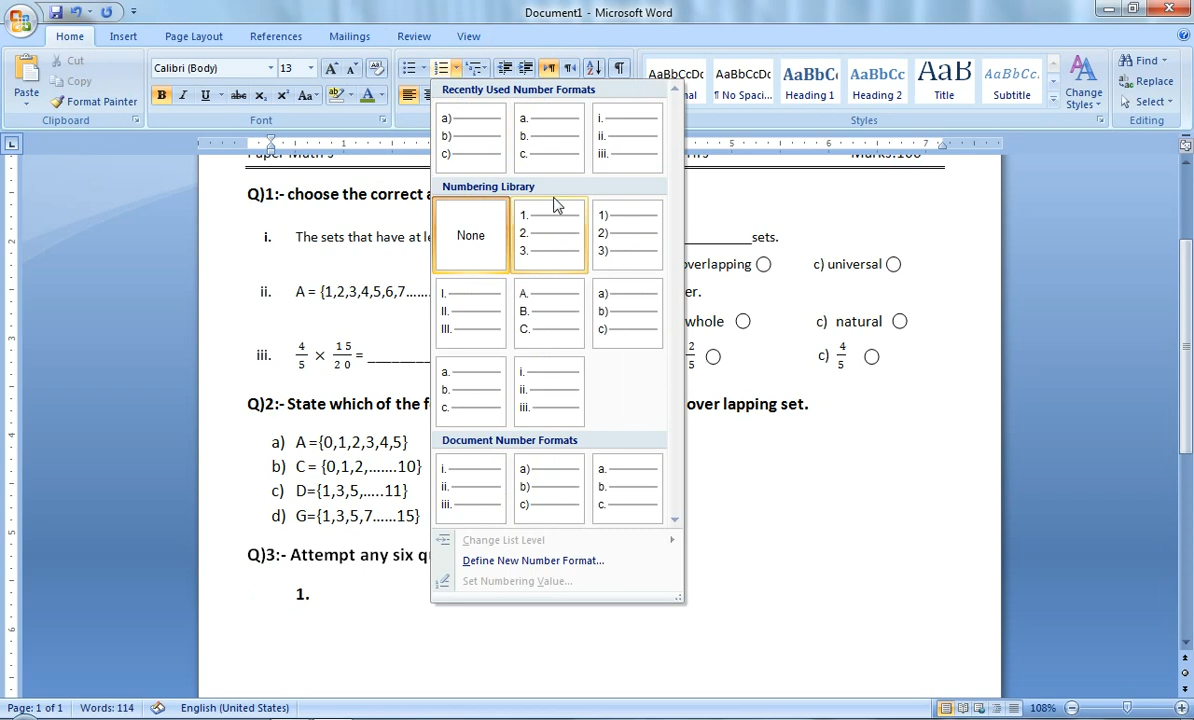 Document1 - Microsoft Word
Home Insert Page Layout References Mailings Review View
Paste
Cut
Copy
Format Painter
Clipboard
Calibri (Body) 13
Font
AaBbCcDc
AaBbCcDc
¶ No Spaci...
AaBbC
Heading 1
AaBbCc
Heading 2
AaB
Title
AaBbCc.
Subtitle
Styles
Change
Styles
Find
Replace
Select
Editing
Recently Used Number Formats
a) a. i.
b) b. ii.
c) c. iii.
Numbering Library
None
1. 1)
2. 2)
3. 3)
I. A. a)
II. B. b)
III. C. c)
a. i.
b. ii.
c. iii.
Document Number Formats
i. a) a.
ii. b) b.
iii. c) c.
Change List Level
Define New Number Format...
Set Numbering Value...
Marks:100
Q)1:- choose the correct
i. The sets that have at
sets.
overlapping c) universal
ii. A = {1,2,3,4,5,6,7......
er.
whole c) natural
iii. 4/5 × 15/20 = ________
2/5 c) 4/5
Q)2:- State which of the
over lapping set.
a) A ={0,1,2,3,4,5}
b) C = {0,1,2,.......10}
c) D={1,3,5,.....11}
d) G={1,3,5,7......15}
Q)3:- Attempt any six
1.
Page: 1 of 1 Words: 114 English (United States) 108%